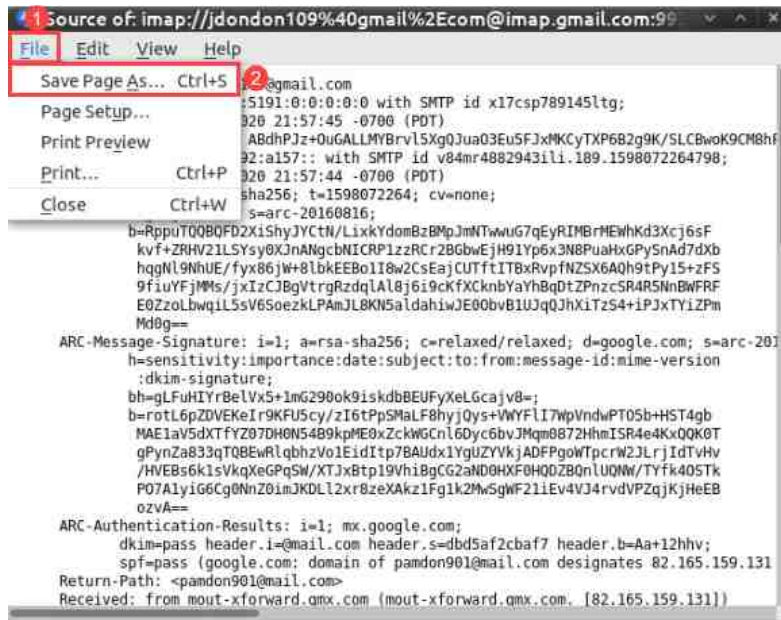 1 Source of: imap://jdondon109%40gmail%2Ecom@imap.gmail.com:99
File Edit View Help
Save Page As... Ctrl+S 2
Page Setup...
Print Preview
Print... Ctrl+P
Close Ctrl+W
@gmail.com
:5191:0:0:0:0:0 with SMTP id x17csp789145ltg;
020 21:57:45 -0700 (PDT)
ABdhPJz+OuGALLMYBrvl5XgQJuaO3Eu5FJxMKCyTXP6B2g9K/SLCBwoK9CM8hF
92:a157:: with SMTP id v84mr4882943ili.189.1598072264798;
020 21:57:44 -0700 (PDT)
sha256; t=1598072264; cv=none;
s=arc-20160816;
b=RppuTQQBQFD2XiShyJYCtN/LixkYdomBzBMpJmNTwwuG7qEyRIMBrMEWhKd3Xcj6sF
kvf+ZRHV21LSYsy0XJnANgcbNICRP1zzRCr2BGbwEjH91Yp6x3N8PuaHxGPySnAd7dXb
hqgNl9NhUE/fyx86jW+8lbkEEBo1I8w2CsEajCUTftITBxRvpfNZSX6AQh9tPy15+zFS
9fiuYFjMMs/jxIzCJBgVtrgRzdqlAl8j6i9cKfXCknbYaYhBqDtZPnzcSR4R5NnBWFRF
E0ZzoLbwqiL5sV6SoezkLPAmJL8KN5aldahiwJE0ObvB1UJqQJhXiTzS4+iPJxTYiZPm
Md0g==
ARC-Message-Signature: i=1; a=rsa-sha256; c=relaxed/relaxed; d=google.com; s=arc-201
h=sensitivity:importance:date:subject:to:from:message-id:mime-version
:dkim-signature;
bh=gLFuHIYrBelVx5+1mG290ok9iskdbBEUFyXeLGcajv8=;
b=rotL6pZDVEKeIr9KFU5cy/zI6tPpSMaLF8hyjQys+VWYFlI7WpVndwPTO5b+HST4gb
MAE1aV5dXTfYZ07DH0N54B9kpME0xZckWGCnl6Dyc6bvJMqm0872HhmISR4e4KxQQK0T
gPynZa833qTQBEwRlqbhzVo1EidItp7BAUdx1YgUZYVkjADFPgoWTpcrW2JLrjIdTvHv
/HVEBs6k1sVkqXeGPqSW/XTJxBtp19VhiBgCG2aND0HXF0HQDZBQnlUQNW/TYfk4OSTk
PO7A1yiG6Cg0NnZ0imJKDLl2xr8zeXAkz1Fg1k2MwSgWF21iEv4VJ4rvdVPZqjKjHeEB
ozvA==
ARC-Authentication-Results: i=1; mx.google.com;
dkim=pass header.i=@mail.com header.s=dbd5af2cbaf7 header.b=Aa+12hhv;
spf=pass (google.com: domain of pamdon901@mail.com designates 82.165.159.131
Return-Path: <pamdon901@mail.com>
Received: from mout-xforward.gmx.com (mout-xforward.gmx.com. [82.165.159.131])